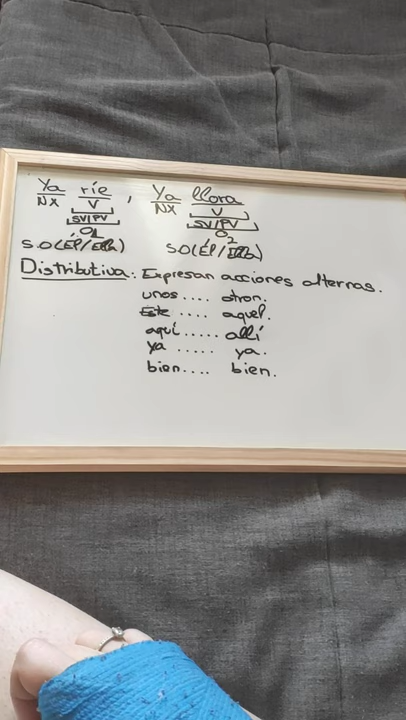 Ya ríe , Ya llora
NX V NX V
SV/PV SV/PV
O1 O2
S.O(Él/Ella) S.O(Él/Ella)
Distributiva: Expresan acciones alternas.
unos .... otron.
Este .... aquel.
aquí ..... allí
ya ..... ya.
bien.... bien.